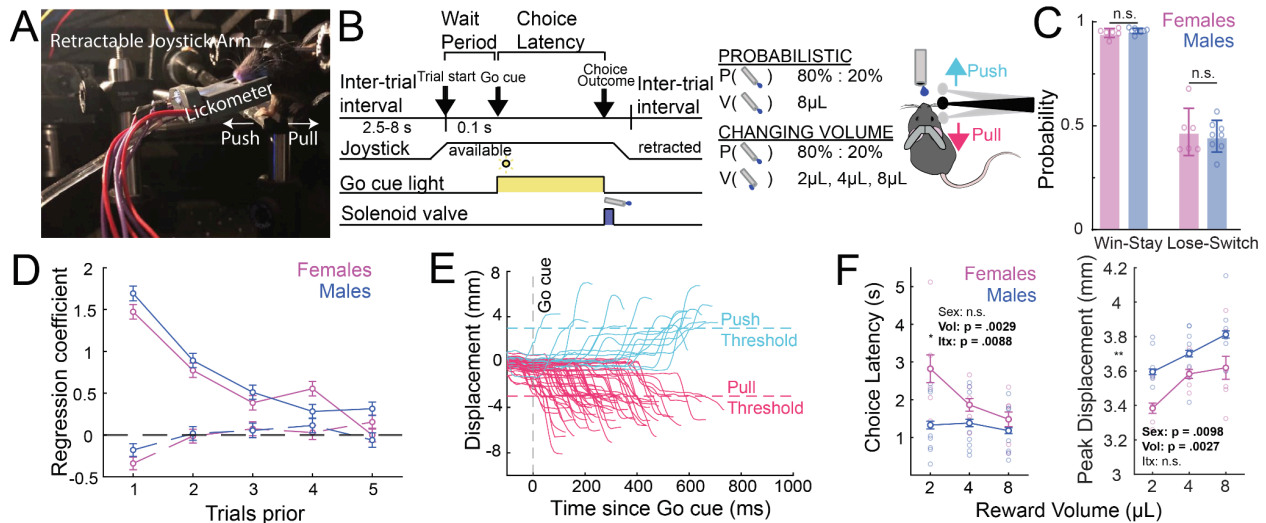 A
Retractable Joystick Arm
Lickometer
Push Pull
B
Wait Period
Choice Latency
Inter-trial interval
Trial start
Go cue
Choice Outcome
Inter-trial interval
2.5-8 s
0.1 s
Joystick
available
retracted
Go cue light
Solenoid valve
PROBABILISTIC
P( ) 80% : 20%
V( ) 8µL
CHANGING VOLUME
P( ) 80% : 20%
V( ) 2µL, 4µL, 8µL
Push
Pull
C
n.s.
Females
Males
n.s.
Probability
1
0.5
0
Win-Stay Lose-Switch
D
Females
Males
Regression coefficient
2
1.5
1
0.5
0
-0.5
1 2 3 4 5
Trials prior
E
Go cue
Displacement (mm)
8
4
0
-4
-8
Push
Threshold
Pull
Threshold
0 200 400 600 800 1000
Time since Go cue (ms)
F
Females
Males
Choice Latency (s)
5
4
3
2
1
Sex: n.s.
Vol: p = .0029
Itx: p = .0088
*
2 4 8
Peak Displacement (mm)
4.2
4
3.8
3.6
3.4
3.2
3
**
Sex: p = .0098
Vol: p = .0027
Itx: n.s.
2 4 8
Reward Volume (µL)